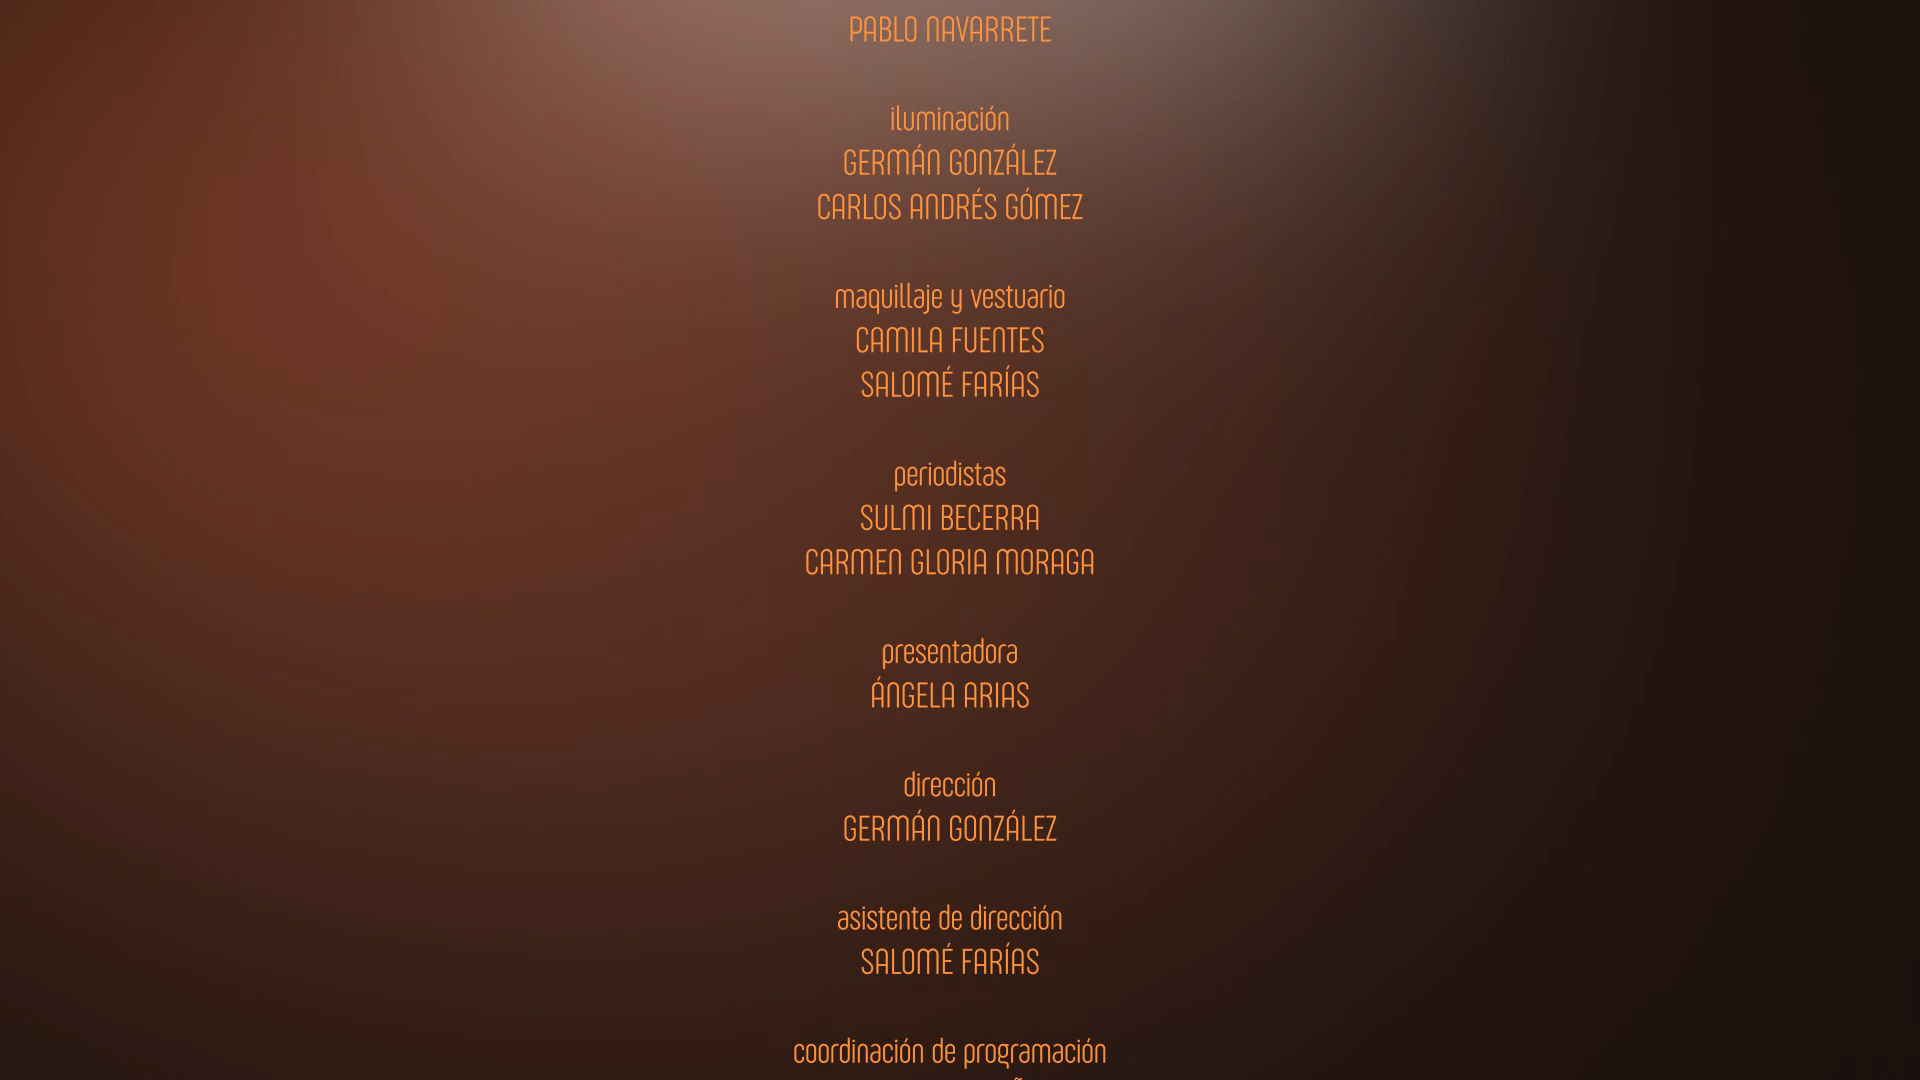 PABLO NAVARRETE
iluminación
GERMÁN GONZÁLEZ
CARLOS ANDRÉS GÓMEZ
maquillaje y vestuario
CAMILA FUENTES
SALOMÉ FARÍAS
periodistas
SULMI BECERRA
CARMEN GLORIA MORAGA
presentadora
ÁNGELA ARIAS
dirección
GERMÁN GONZÁLEZ
asistente de dirección
SALOMÉ FARÍAS
coordinación de programación